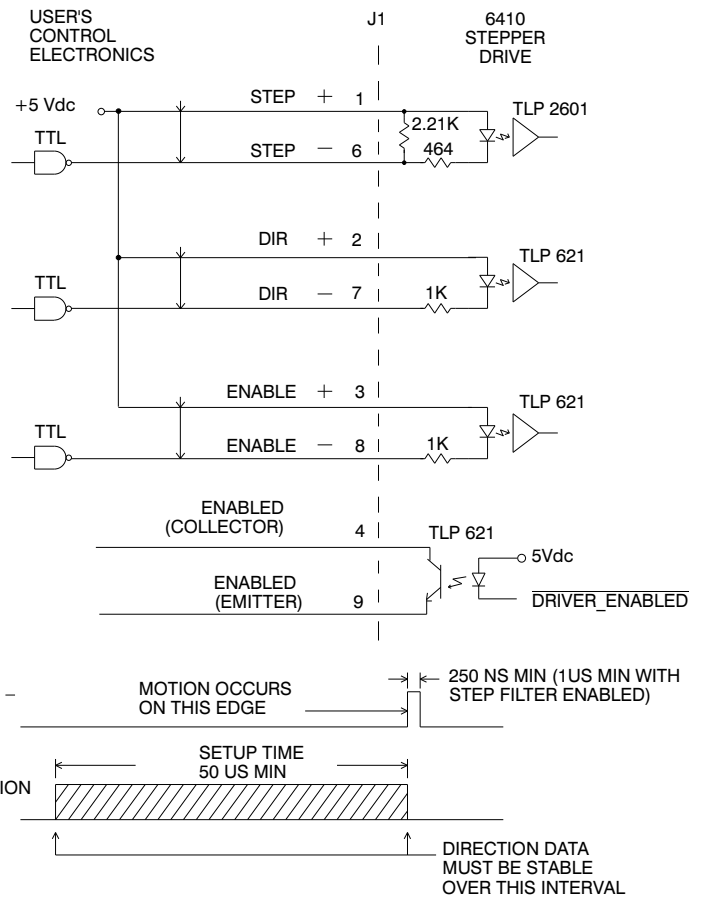 USER'S
CONTROL
ELECTRONICS
J1
6410
STEPPER
DRIVE
+5 Vdc
STEP + 1
TLP 2601
2.21K
TTL
STEP − 6
464
DIR + 2
TLP 621
TTL
DIR − 7
1K
ENABLE + 3
TLP 621
TTL
ENABLE − 8
1K
ENABLED
(COLLECTOR)
4
TLP 621
5Vdc
ENABLED
(EMITTER)
9
DRIVER_ENABLED
−
MOTION OCCURS
ON THIS EDGE
250 NS MIN (1US MIN WITH
STEP FILTER ENABLED)
SETUP TIME
50 US MIN
ION
DIRECTION DATA
MUST BE STABLE
OVER THIS INTERVAL